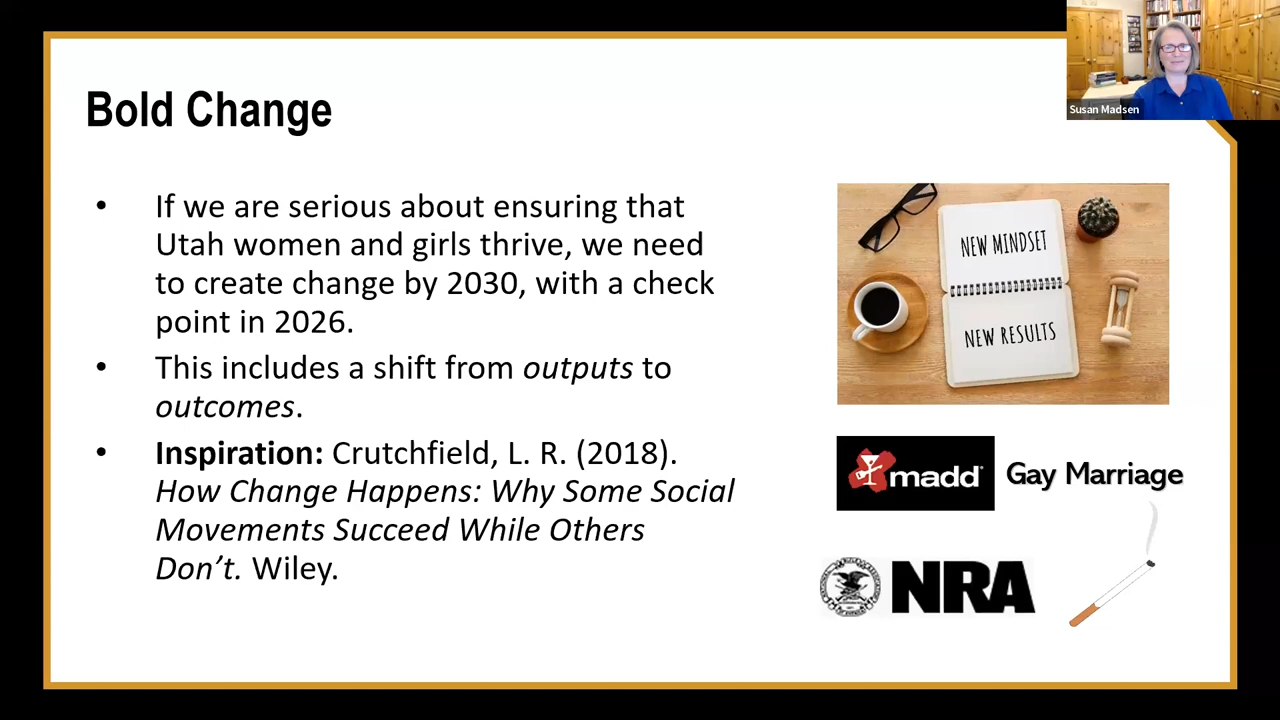 Susan Madsen
Bold Change
• If we are serious about ensuring that
Utah women and girls thrive, we need
to create change by 2030, with a check
point in 2026.
• This includes a shift from outputs to
outcomes.
• Inspiration: Crutchfield, L. R. (2018).
How Change Happens: Why Some Social
Movements Succeed While Others
Don’t. Wiley.
NEW MINDSET
NEW RESULTS
madd®
Gay Marriage
NRA